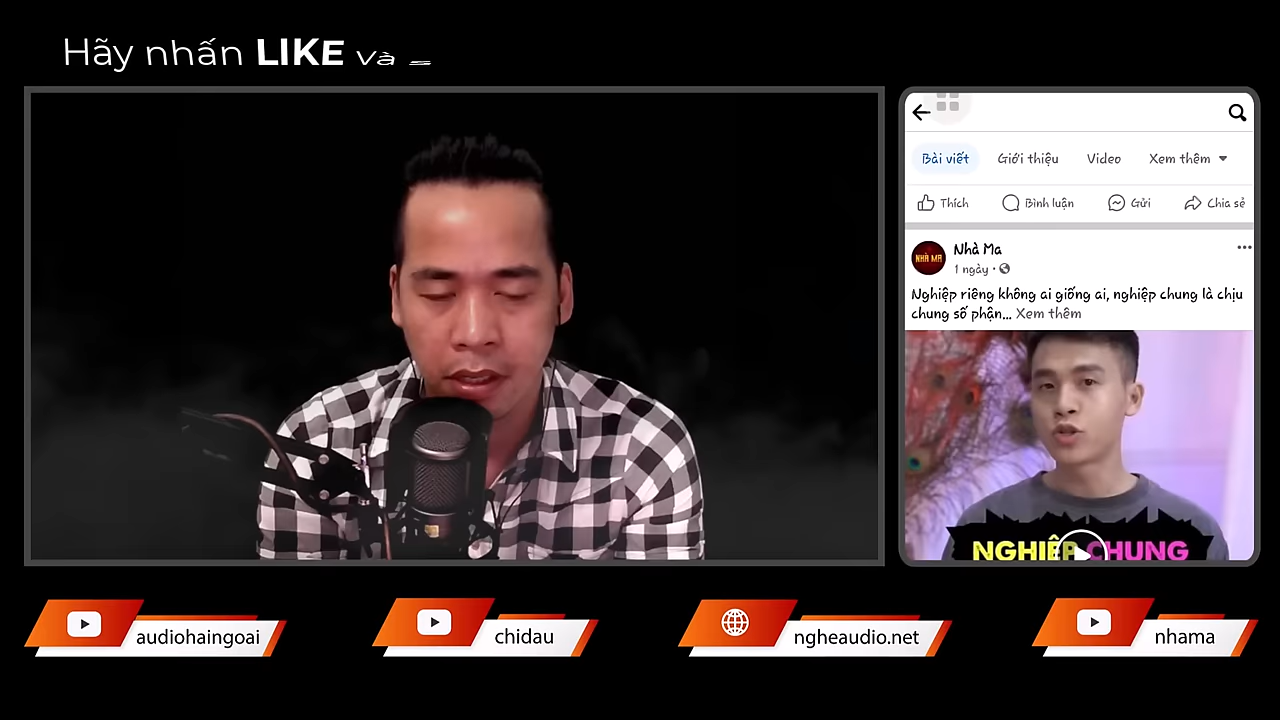 Hãy nhấn LIKE và
Bài viết Giới thiệu Video Xem thêm
Thích Bình luận Gửi Chia sẻ
NHÀ MA
Nhà Ma
1 ngày
Nghiệp riêng không ai giống ai, nghiệp chung là chịu
chung số phận... Xem thêm
NGHIỆP CHUNG
audiohaingoai
chidau
ngheaudio.net
nhama